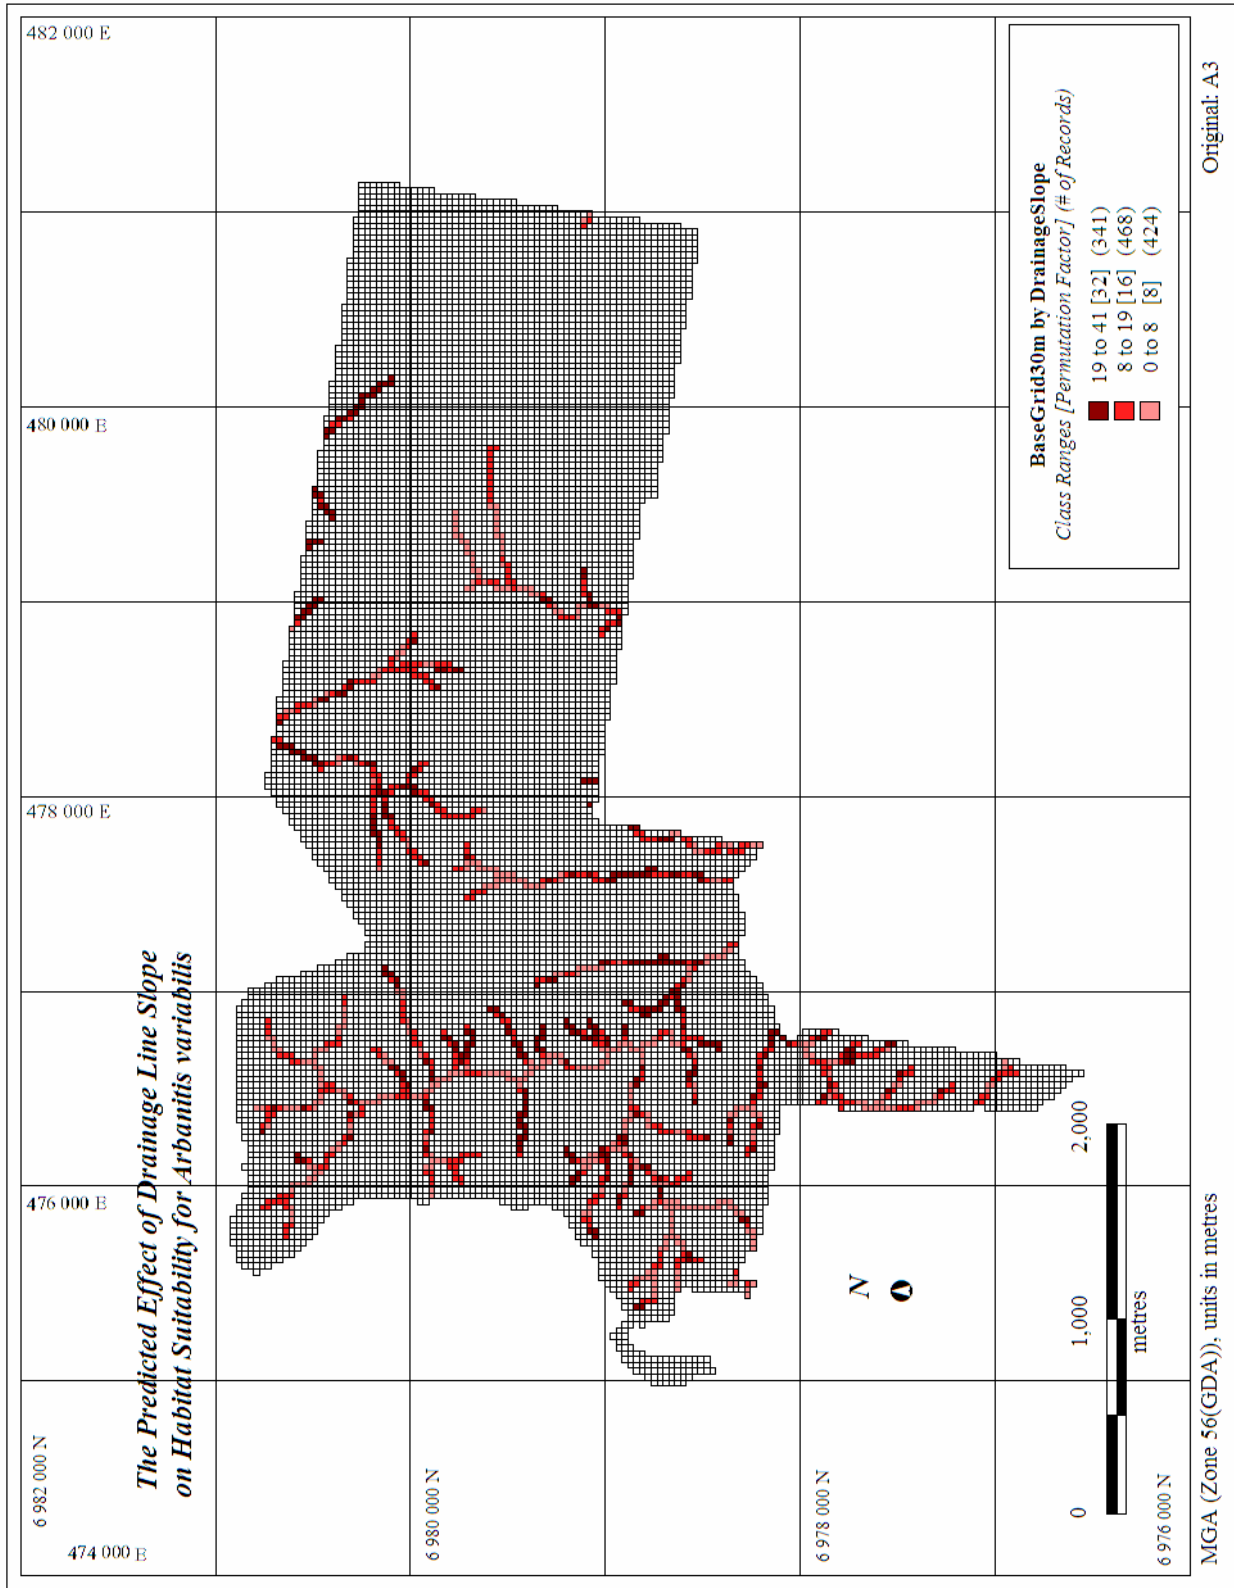 The Predicted Effect of Drainage Line Slope
on Habitat Suitability for Arbanitis variabilis
6 982 000 N
6 980 000 N
6 978 000 N
6 976 000 N
474 000 E
476 000 E
478 000 E
480 000 E
482 000 E
N
0 1,000 2,000
metres
BaseGrid30m by DrainageSlope
Class Ranges [Permutation Factor] (# of Records)
19 to 41 [32] (341)
8 to 19 [16] (468)
0 to 8 [8] (424)
MGA (Zone 56(GDA)), units in metres
Original: A3